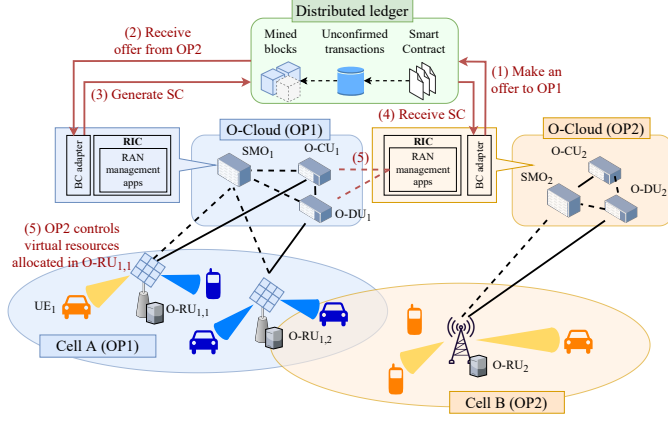 Distributed ledger
(2) Receive
offer from OP2
Mined
blocks
Unconfirmed
transactions
Smart
Contract
(1) Make an
offer to OP1
(3) Generate SC
(4) Receive SC
BC adapter
RIC
RAN
management
apps
O-Cloud (OP1)
SMO1
O-CU1
O-DU1
(5)
RIC
RAN
management
apps
BC adapter
O-Cloud (OP2)
O-CU2
SMO2
O-DU2
(5) OP2 controls
virtual resources
allocated in O-RU1,1
UE1
O-RU1,1
O-RU1,2
Cell A (OP1)
O-RU2
Cell B (OP2)